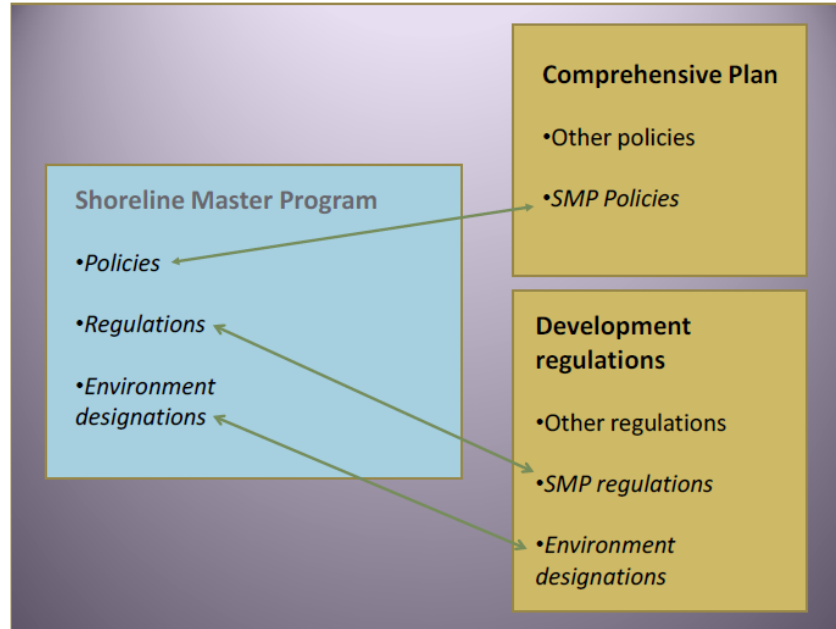 Shoreline Master Program
•Policies
•Regulations
•Environment
designations
Comprehensive Plan
•Other policies
•SMP Policies
Development
regulations
•Other regulations
•SMP regulations
•Environment
designations